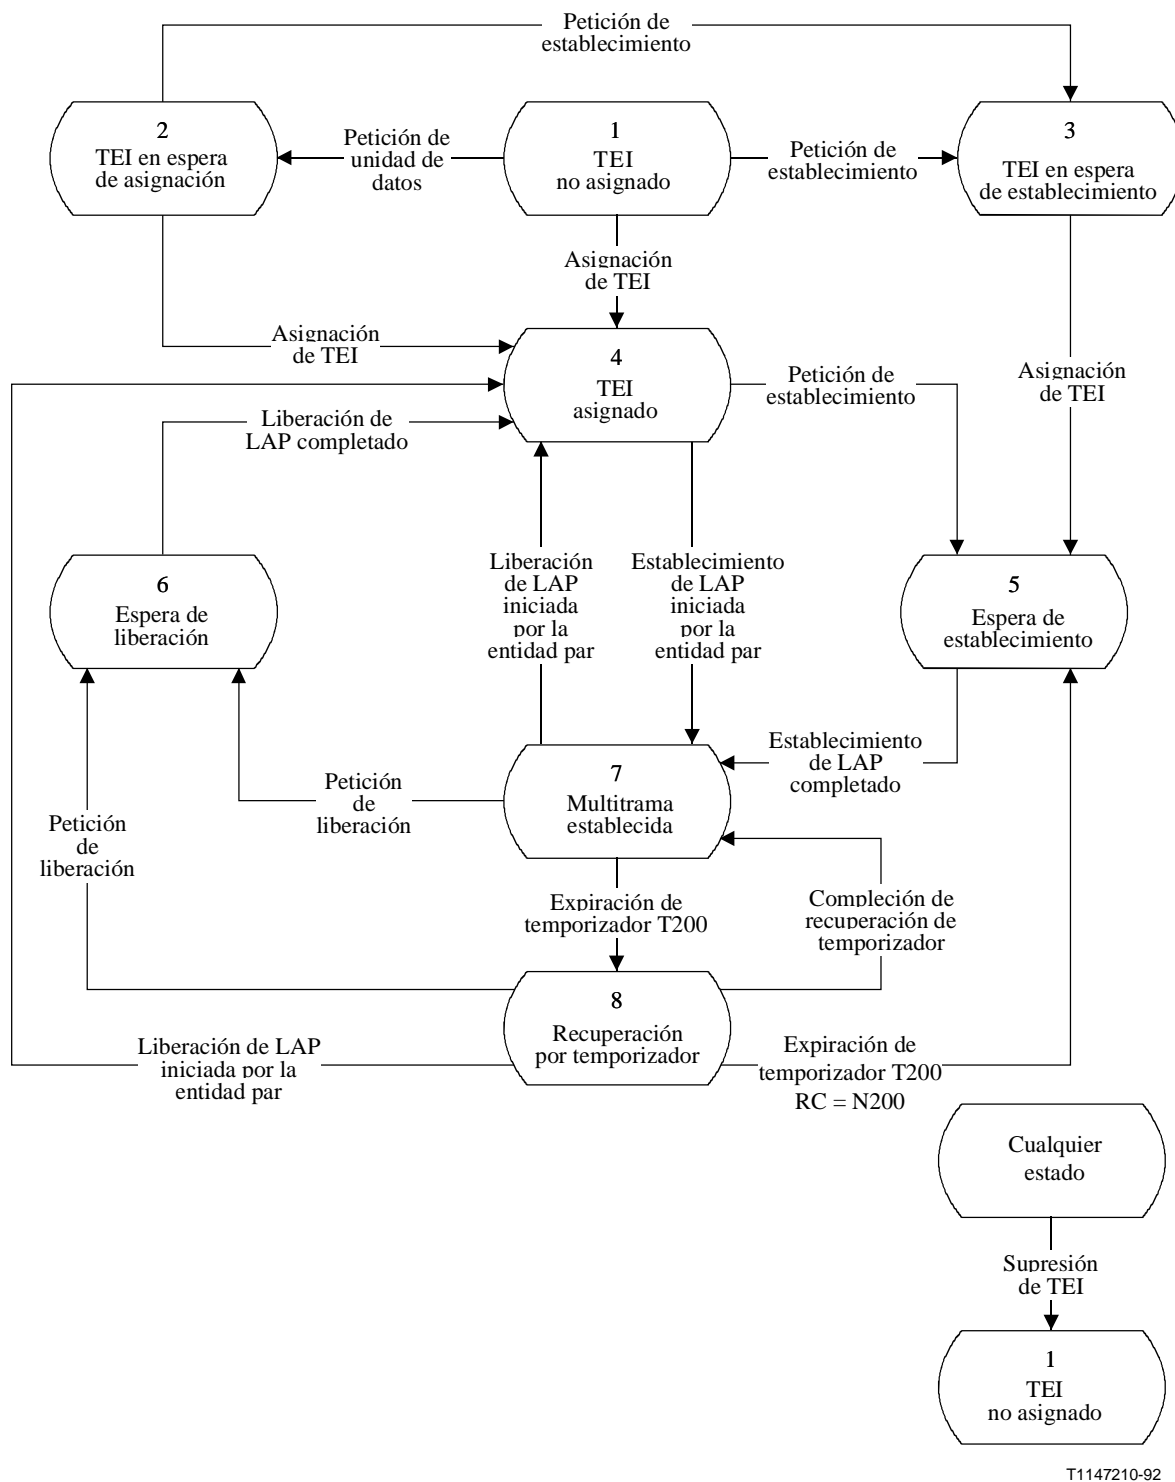 Petición de
establecimiento
2
TEI en espera
de asignación
Petición de
unidad de
datos
1
TEI
no asignado
Petición de
establecimiento
3
TEI en espera
de establecimiento
Asignación
de TEI
Asignación
de TEI
4
TEI
asignado
Petición de
establecimiento
Asignación
de TEI
Liberación de
LAP completado
6
Espera de
liberación
Liberación
de LAP
iniciada
por la
entidad par
Establecimiento
de LAP
iniciada
por la
entidad par
5
Espera de
establecimiento
Petición
de
liberación
Petición
de
liberación
7
Multitrama
establecida
Establecimiento
de LAP
completado
Expiración de
temporizador T200
Compleción de
recuperación de
temporizador
8
Recuperación
por temporizador
Liberación de LAP
iniciada por la
entidad par
Expiración de
temporizador T200
RC = N200
Cualquier
estado
Supresión
de TEI
1
TEI
no asignado
T1147210-92